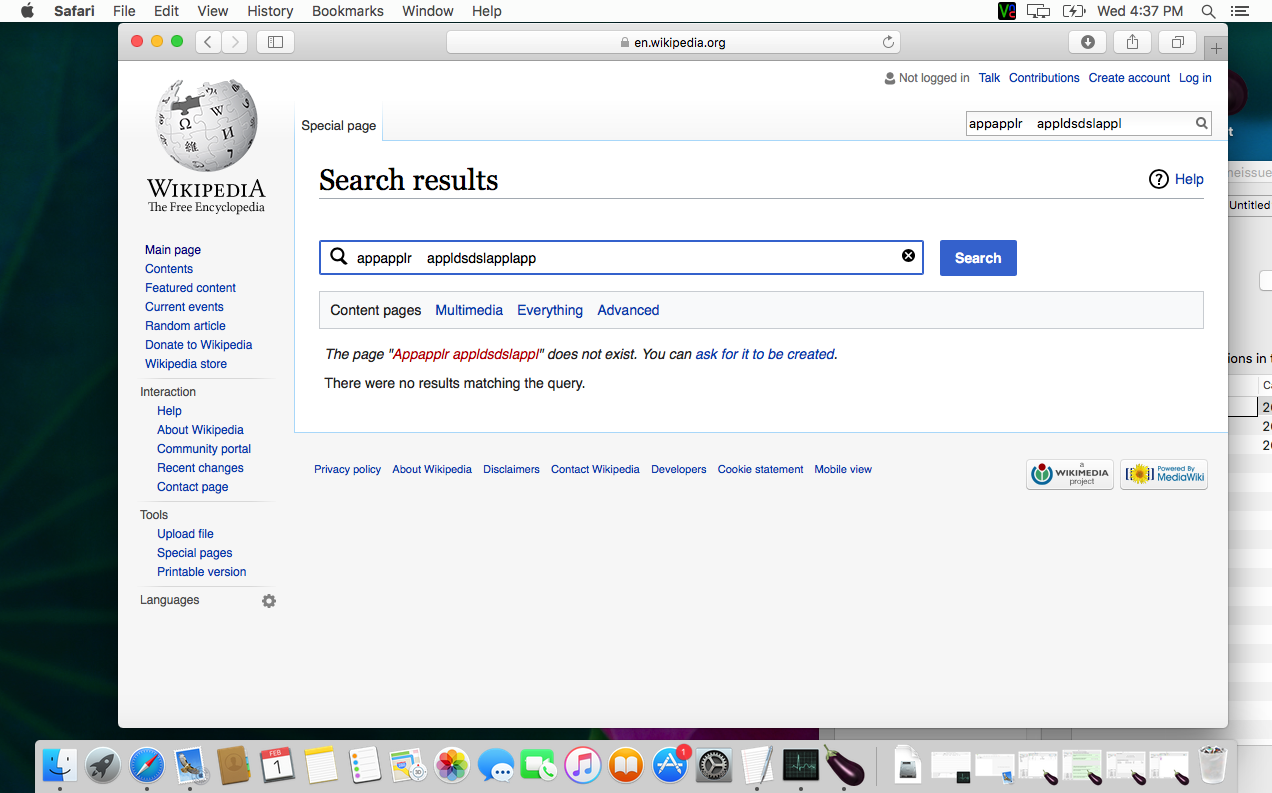 Safari File Edit View History Bookmarks Window Help Wed 4:37 PM
en.wikipedia.org
Not logged in Talk Contributions Create account Log in
Special page
appapplr appldsdslappl
WIKIPEDIA
The Free Encyclopedia
Search results
Help
appapplr appldsdslapplapp
Search
Content pages Multimedia Everything Advanced
The page "Appapplr appldsdslappl" does not exist. You can ask for it to be created.
There were no results matching the query.
Main page
Contents
Featured content
Current events
Random article
Donate to Wikipedia
Wikipedia store
Interaction
Help
About Wikipedia
Community portal
Recent changes
Contact page
Tools
Upload file
Special pages
Printable version
Languages
Privacy policy About Wikipedia Disclaimers Contact Wikipedia Developers Cookie statement Mobile view
a
WIKIMEDIA
project
Powered By
MediaWiki
Untitled
FEB
1
1